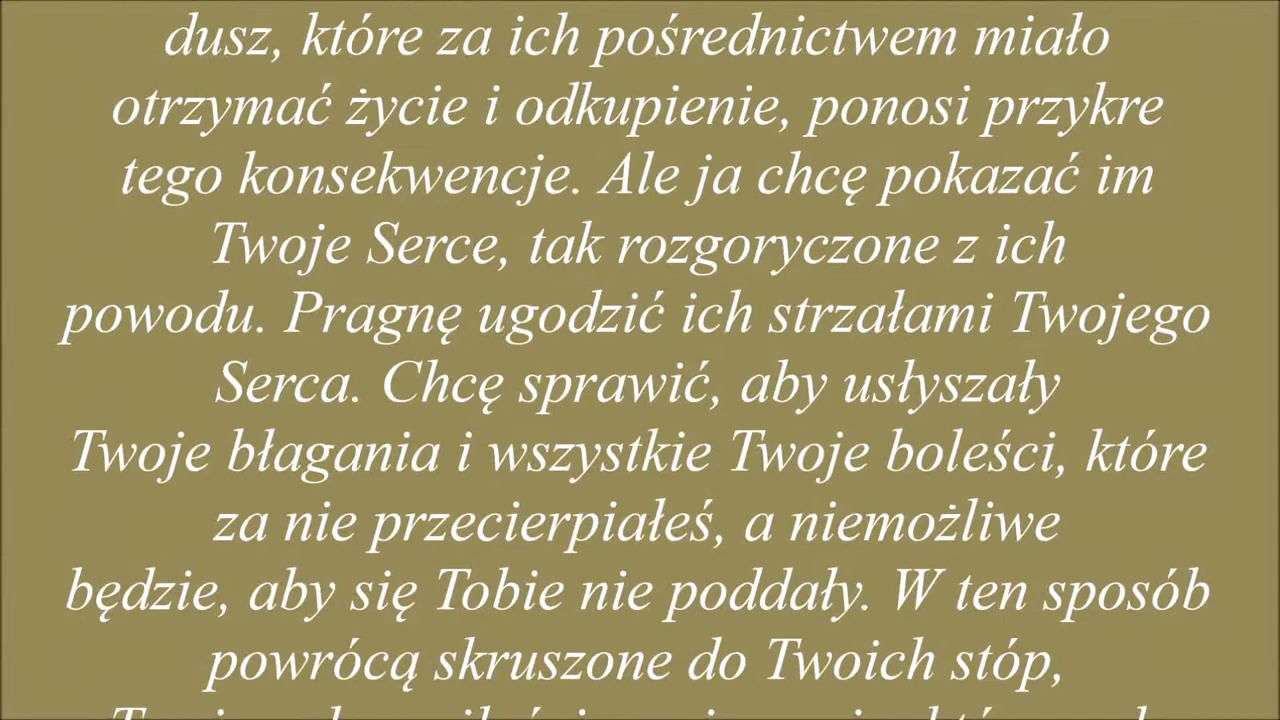 dusz, które za ich pośrednictwem miało
otrzymać życie i odkupienie, ponosi przykre
tego konsekwencje. Ale ja chcę pokazać im
Twoje Serce, tak rozgoryczone z ich
powodu. Pragnę ugodzić ich strzałami Twojego
Serca. Chcę sprawić, aby usłyszały
Twoje błagania i wszystkie Twoje boleści, które
za nie przecierpiałeś, a niemożliwe
będzie, aby się Tobie nie poddały. W ten sposób
powrócą skruszone do Twoich stóp,